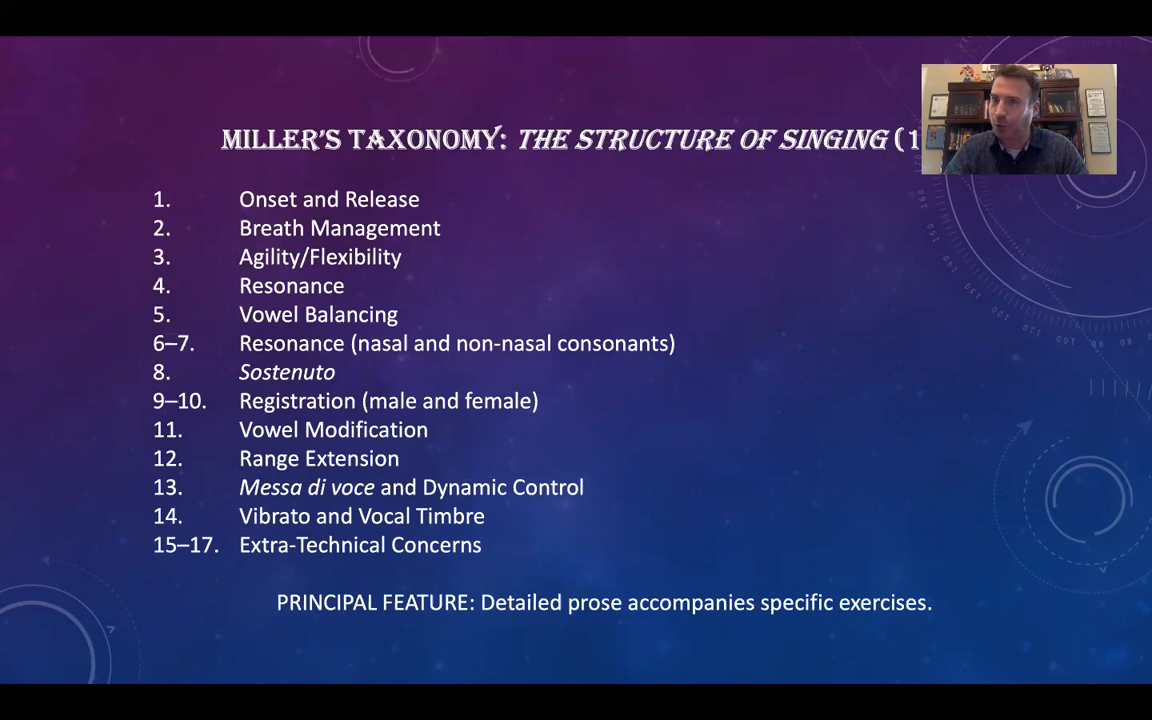 MILLER'S TAXONOMY: THE STRUCTURE OF SINGING (1
1. Onset and Release
2. Breath Management
3. Agility/Flexibility
4. Resonance
5. Vowel Balancing
6–7. Resonance (nasal and non-nasal consonants)
8. Sostenuto
9–10. Registration (male and female)
11. Vowel Modification
12. Range Extension
13. Messa di voce and Dynamic Control
14. Vibrato and Vocal Timbre
15–17. Extra-Technical Concerns
PRINCIPAL FEATURE: Detailed prose accompanies specific exercises.